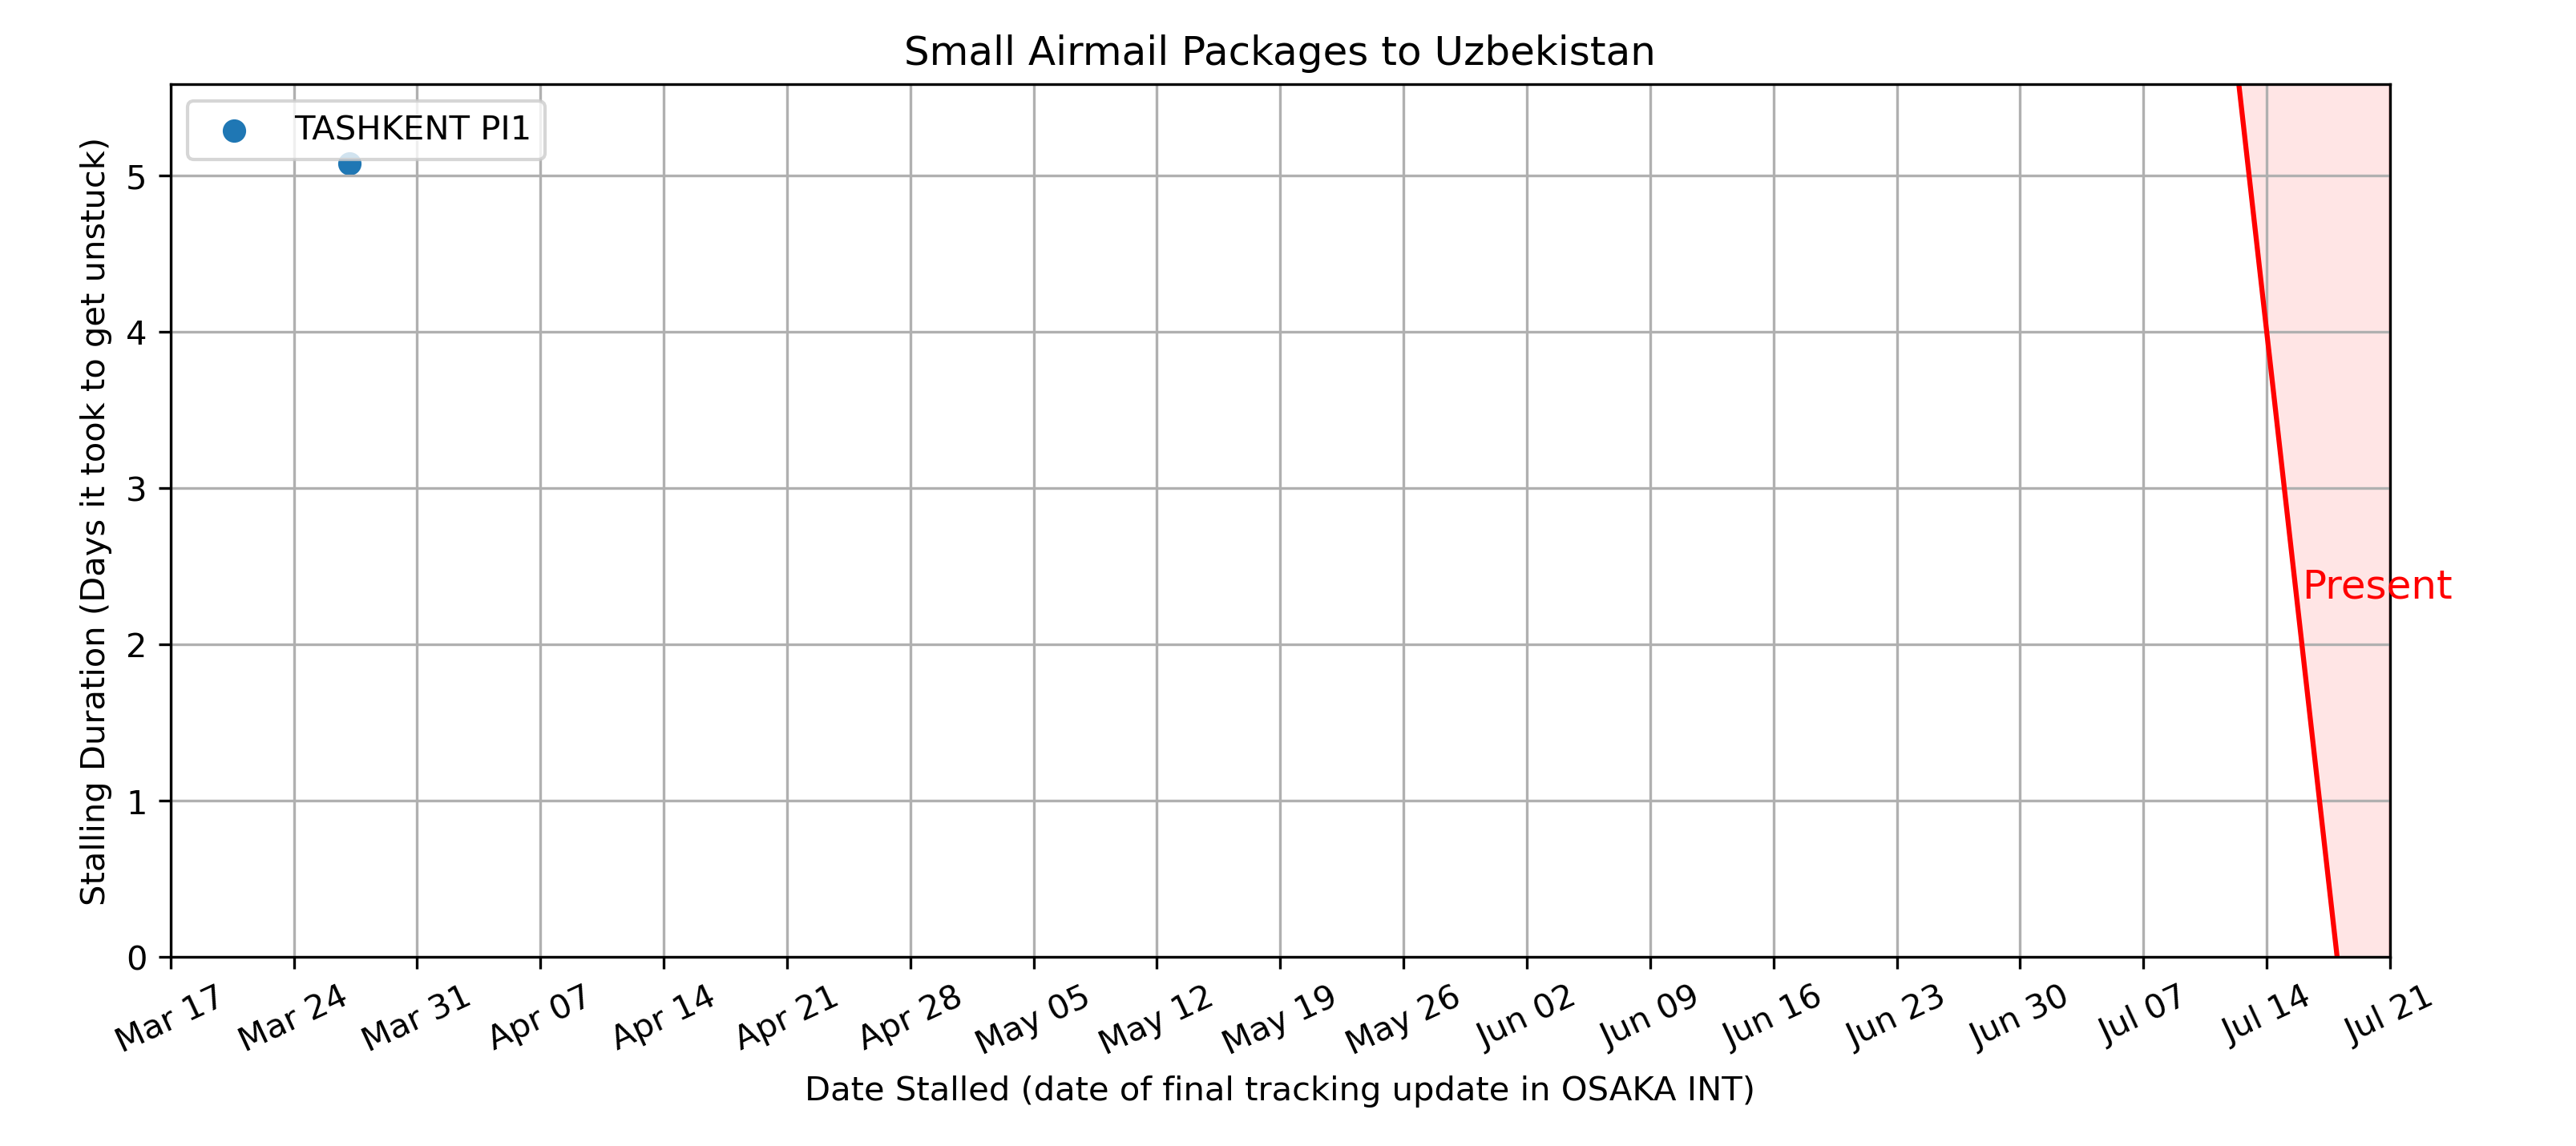 Small Airmail Packages to Uzbekistan
TASHKENT PI1
Stalling Duration (Days it took to get unstuck)
5
4
3
2
1
0
Present
Mar 17 Mar 24 Mar 31 Apr 07 Apr 14 Apr 21 Apr 28 May 05 May 12 May 19 May 26 Jun 02 Jun 09 Jun 16 Jun 23 Jun 30 Jul 07 Jul 14 Jul 21
Date Stalled (date of final tracking update in OSAKA INT)